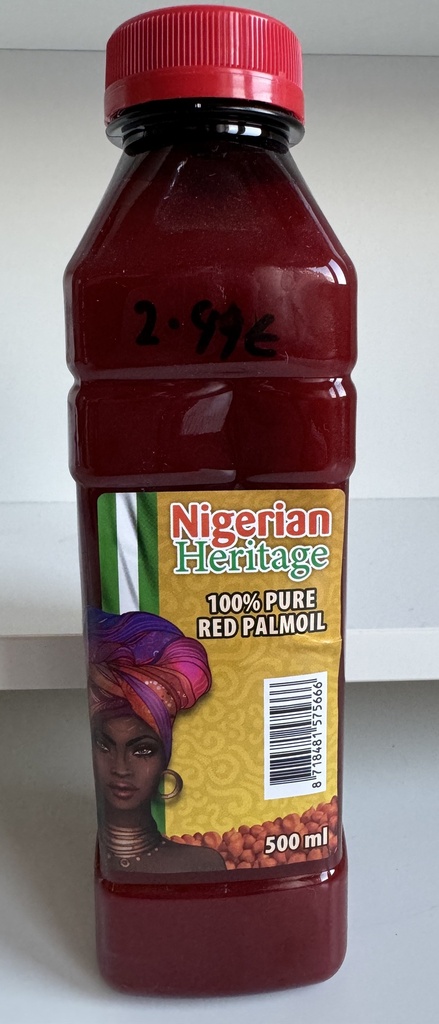 2.99€
Nigerian
Heritage
100% PURE
RED PALMOIL
8 718481 575666
500 ml